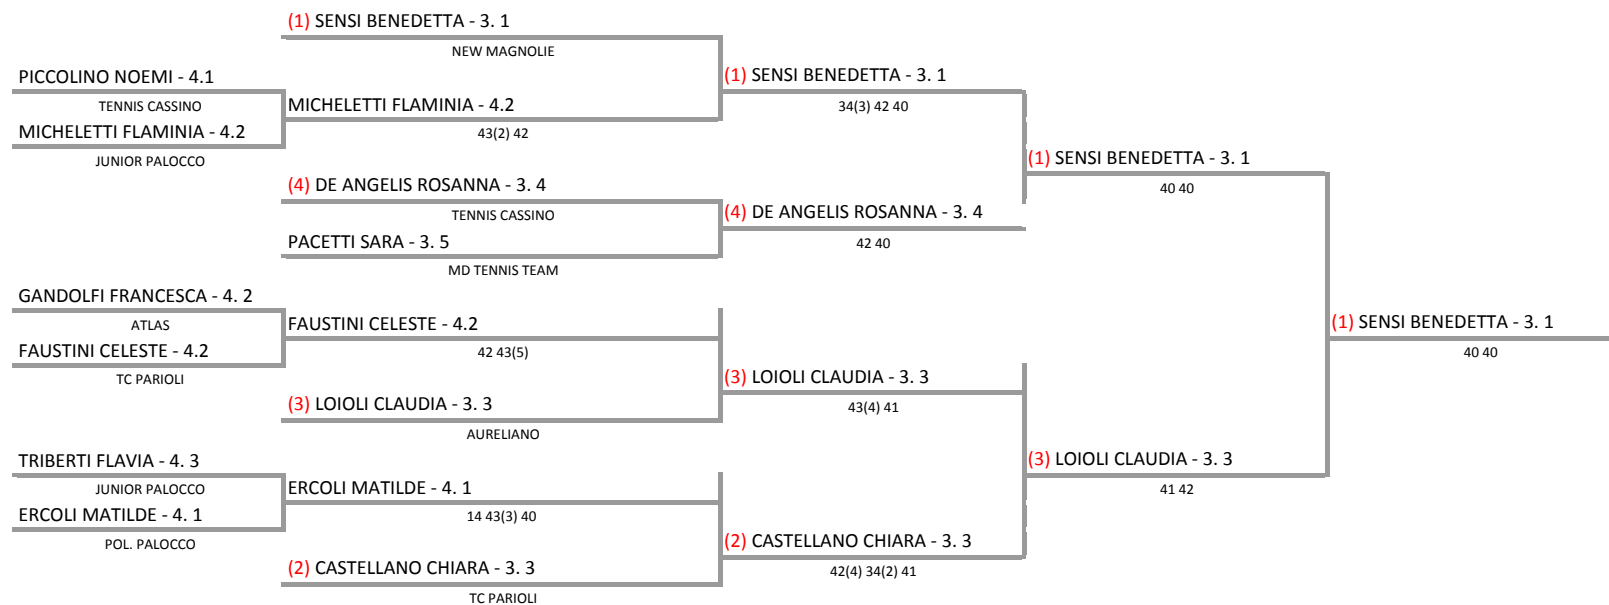 (1) SENSI BENEDETTA - 3. 1
NEW MAGNOLIE
PICCOLINO NOEMI - 4.1
TENNIS CASSINO
MICHELETTI FLAMINIA - 4.2
JUNIOR PALOCCO
MICHELETTI FLAMINIA - 4.2
43(2) 42
(1) SENSI BENEDETTA - 3. 1
34(3) 42 40
(4) DE ANGELIS ROSANNA - 3. 4
TENNIS CASSINO
PACETTI SARA - 3. 5
MD TENNIS TEAM
(4) DE ANGELIS ROSANNA - 3. 4
42 40
(1) SENSI BENEDETTA - 3. 1
40 40
GANDOLFI FRANCESCA - 4. 2
ATLAS
FAUSTINI CELESTE - 4.2
TC PARIOLI
FAUSTINI CELESTE - 4.2
42 43(5)
(3) LOIOLI CLAUDIA - 3. 3
AURELIANO
(3) LOIOLI CLAUDIA - 3. 3
43(4) 41
TRIBERTI FLAVIA - 4. 3
JUNIOR PALOCCO
ERCOLI MATILDE - 4. 1
POL. PALOCCO
ERCOLI MATILDE - 4. 1
14 43(3) 40
(2) CASTELLANO CHIARA - 3. 3
TC PARIOLI
(2) CASTELLANO CHIARA - 3. 3
42(4) 34(2) 41
(3) LOIOLI CLAUDIA - 3. 3
41 42
(1) SENSI BENEDETTA - 3. 1
40 40